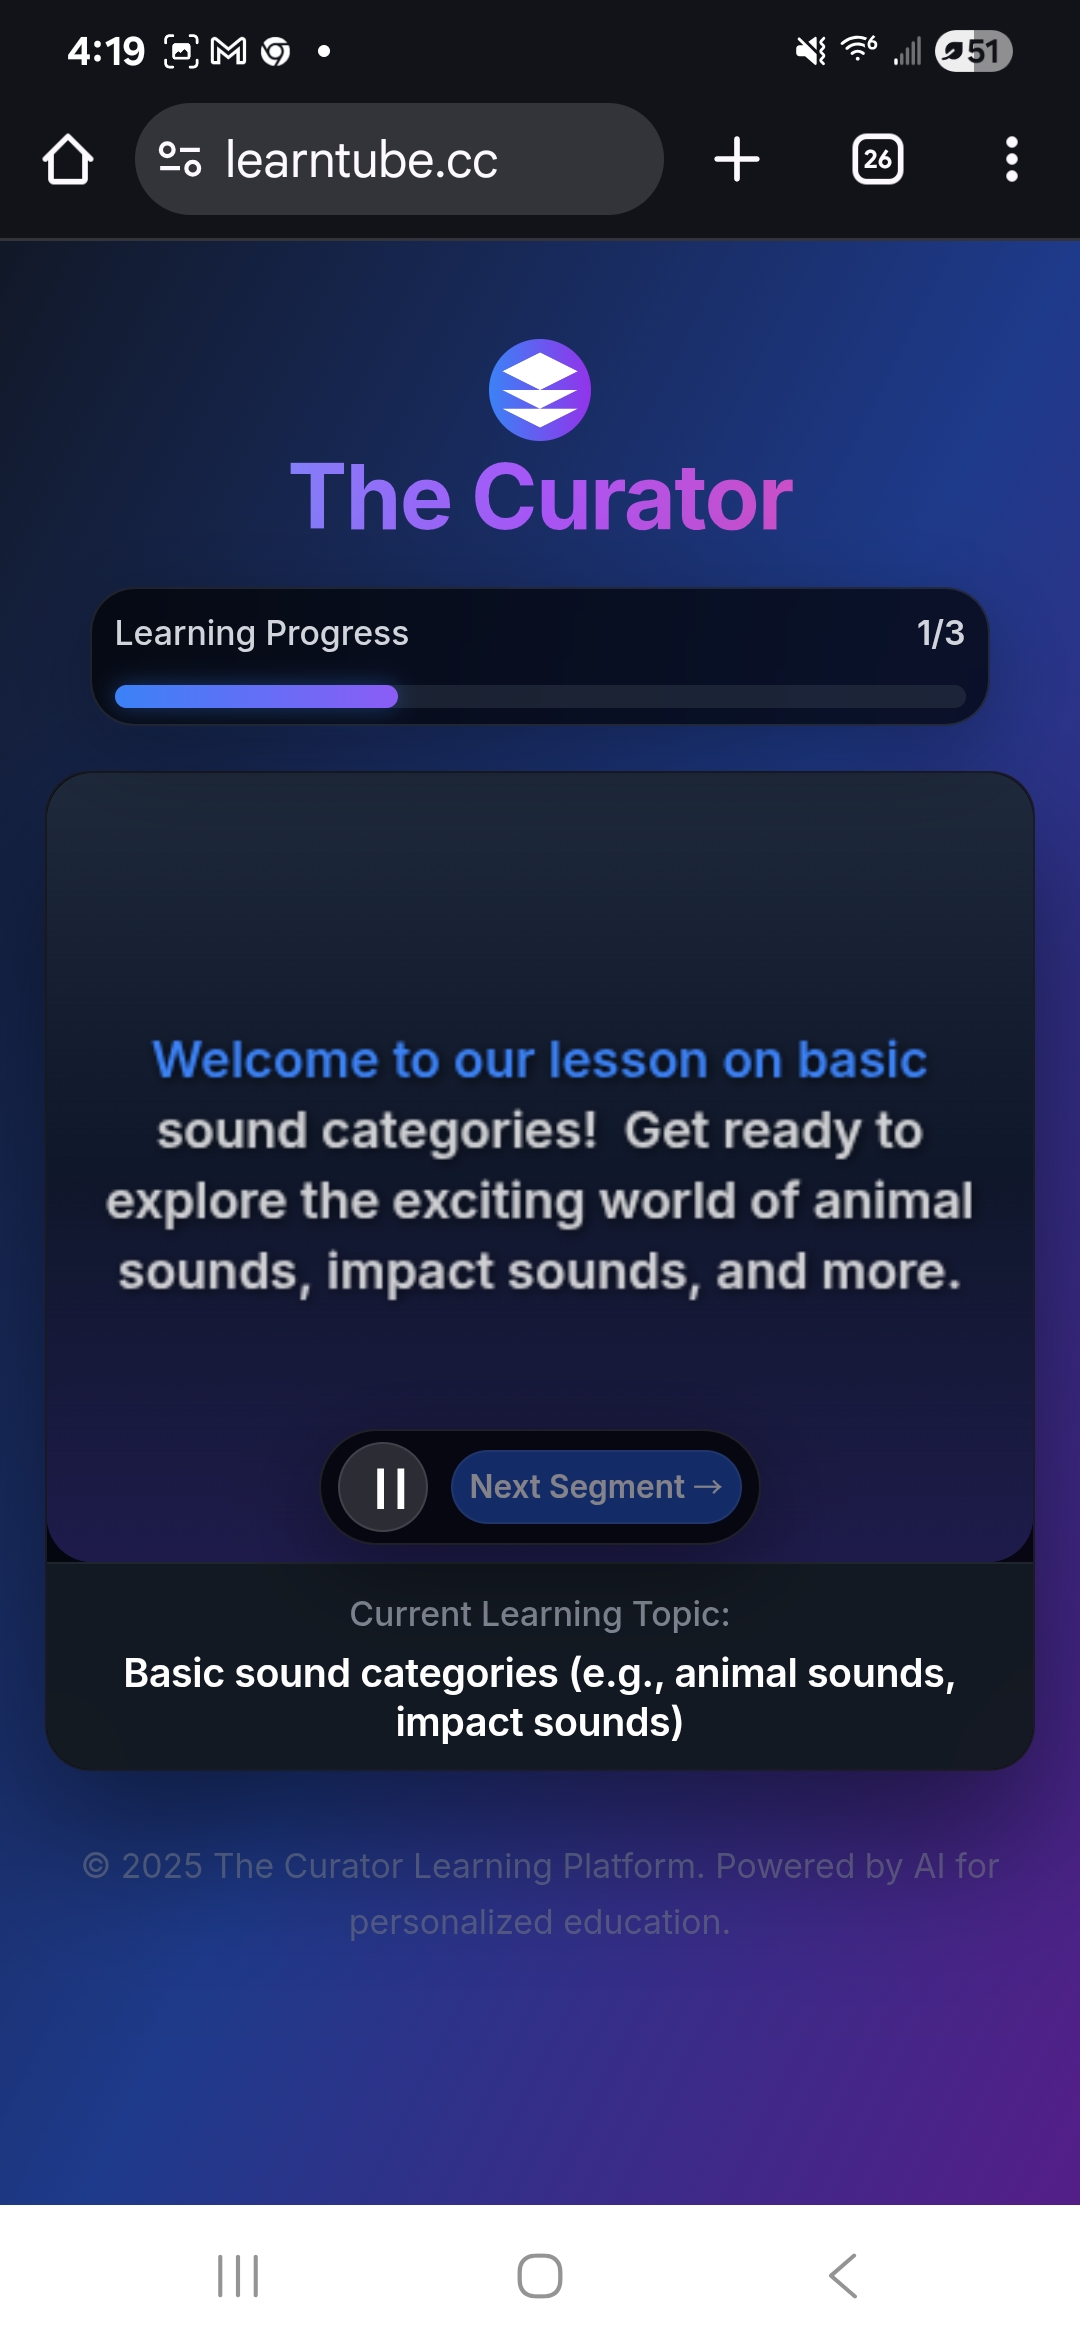 4:19
6
51
learntube.cc
26
The Curator
Learning Progress
1/3
Welcome to our lesson on basic
sound categories!  Get ready to
explore the exciting world of animal
sounds, impact sounds, and more.
Next Segment →
Current Learning Topic:
Basic sound categories (e.g., animal sounds,
impact sounds)
© 2025 The Curator Learning Platform. Powered by AI for
personalized education.